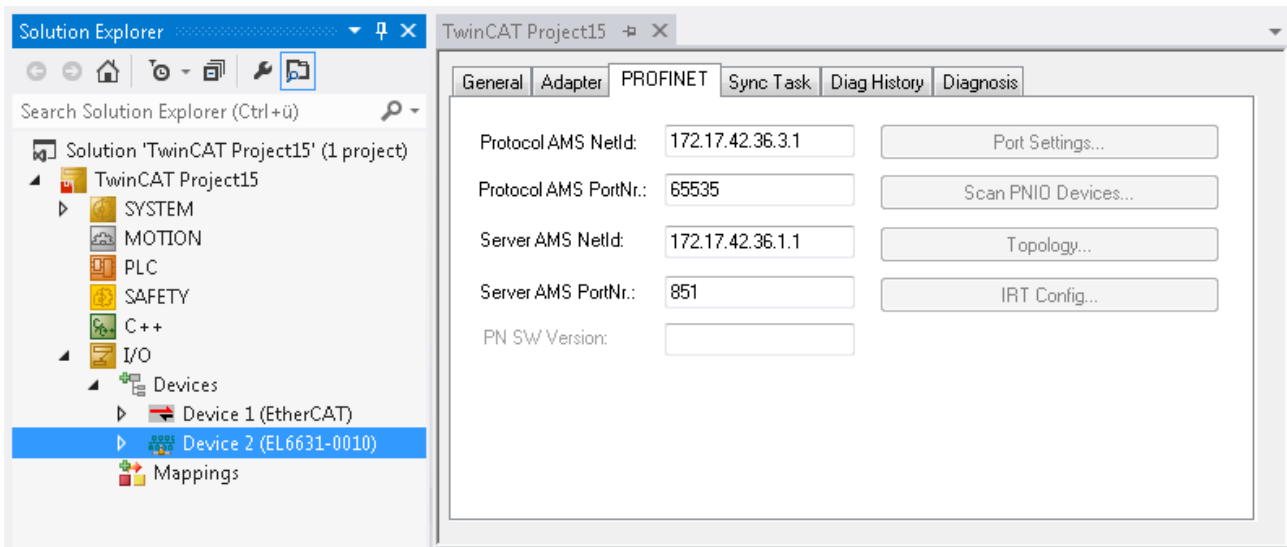 Solution Explorer
Search Solution Explorer (Ctrl+ü)
Solution 'TwinCAT Project15' (1 project)
TwinCAT Project15
SYSTEM
MOTION
PLC
SAFETY
C++
I/O
Devices
Device 1 (EtherCAT)
Device 2 (EL6631-0010)
Mappings
TwinCAT Project15
General Adapter PROFINET Sync Task Diag History Diagnosis
Protocol AMS NetId: 172.17.42.36.3.1 Port Settings...
Protocol AMS PortNr.: 65535 Scan PNIO Devices...
Server AMS NetId: 172.17.42.36.1.1 Topology...
Server AMS PortNr.: 851 IRT Config...
PN SW Version: